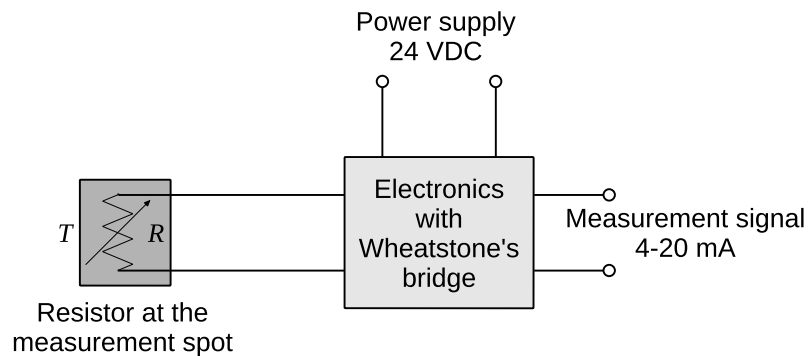 Power supply
24 VDC
Electronics
with
Wheatstone's
bridge
Measurement signal
4-20 mA
T R
Resistor at the
measurement spot